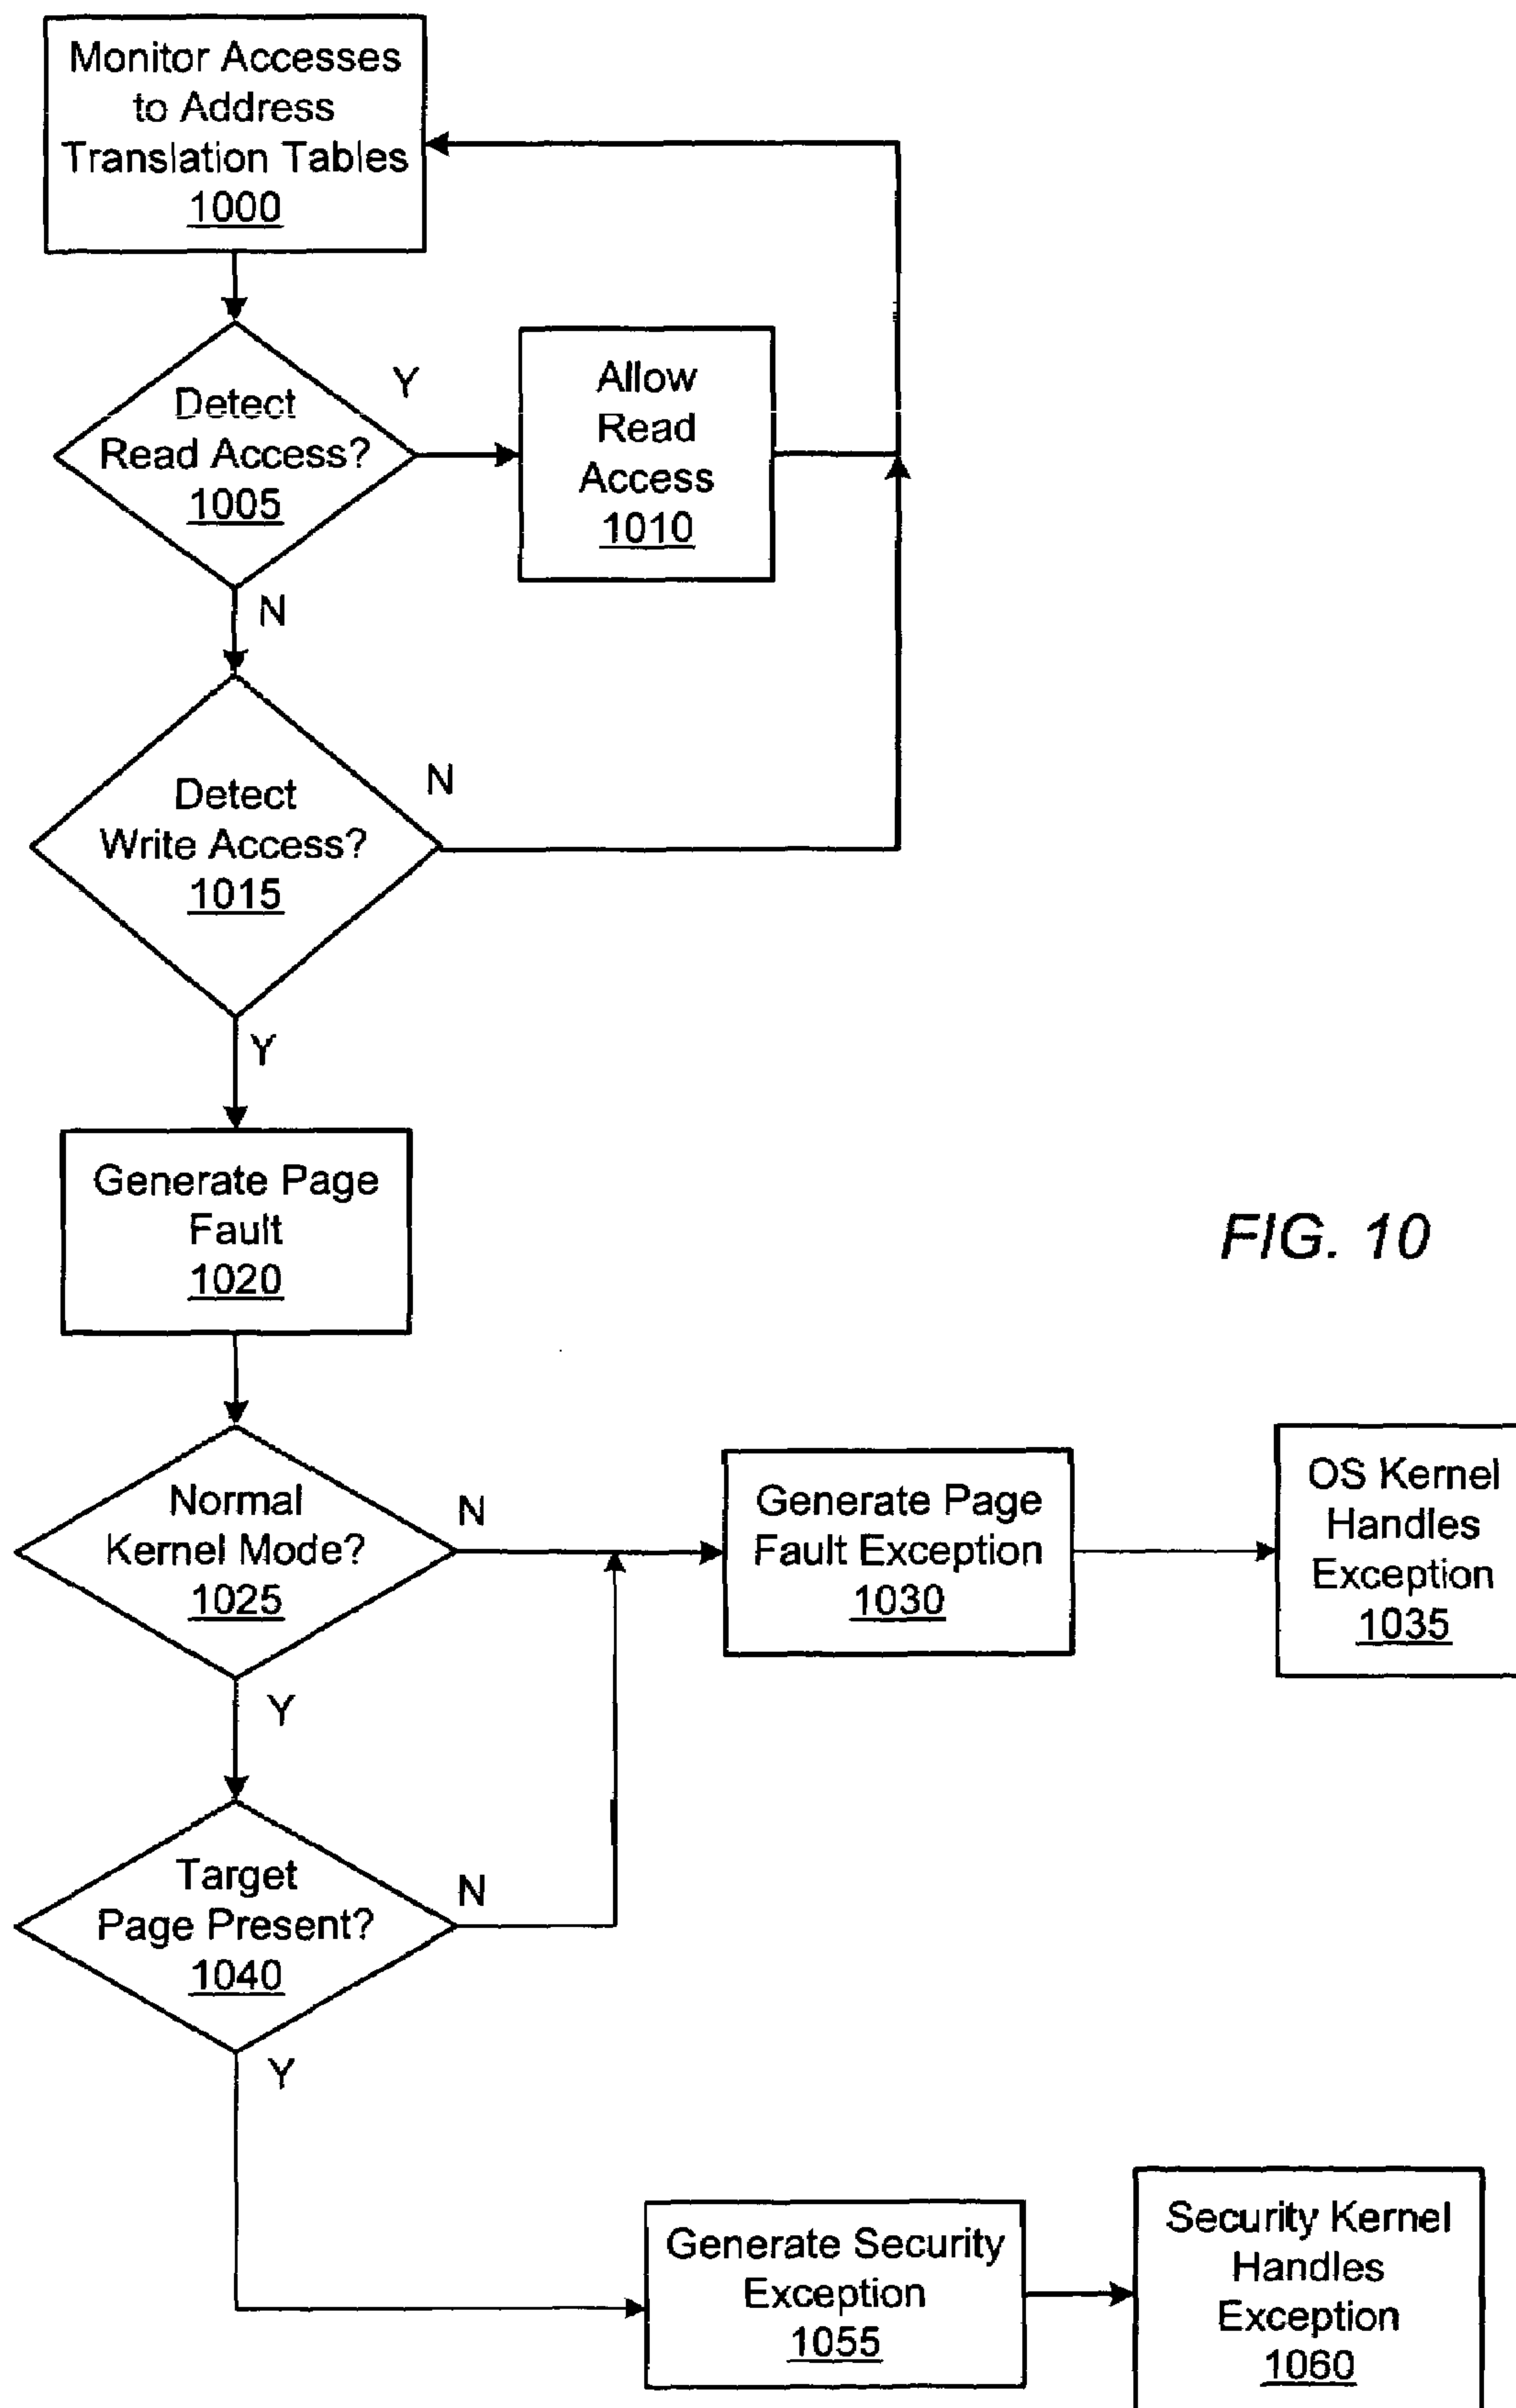 Monitor Accesses
to Address
Translation Tables
1000
Detect
Read Access?
1005
Y
Allow
Read
Access
1010
N
Detect
Write Access?
1015
N
Y
Generate Page
Fault
1020
FIG. 10
Normal
Kernel Mode?
1025
N
Generate Page
Fault Exception
1030
OS Kernel
Handles
Exception
1035
Y
Target
Page Present?
1040
N
Y
Generate Security
Exception
1055
Security Kernel
Handles
Exception
1060